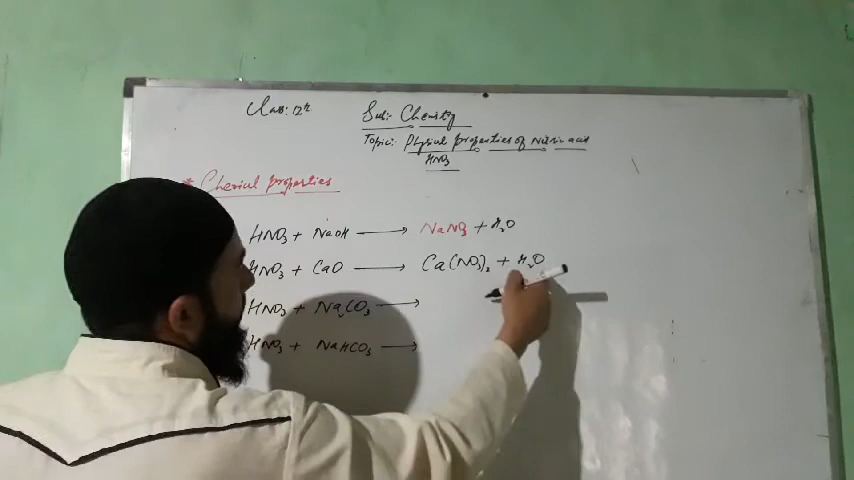 Class: 12th
Sub: Chemistry
Topic: Physical properties of Nitric acid
HNO₃
* Chemical properties
HNO₃ + NaOH ⟶ NaNO₃ + H₂O
HNO₃ + CaO ⟶ Ca(NO₃)₂ + H₂O
HNO₃ + Na₂CO₃ ⟶
HNO₃ + NaHCO₃ ⟶